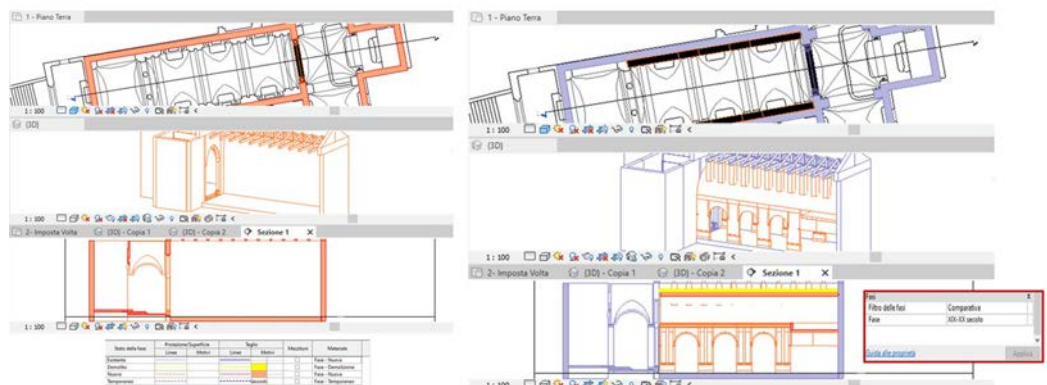 1 - Piano Terra
1 : 100
{3D}
1 : 100
2- Imposta Volta {3D} - Copia 1 {3D} - Copia 2 Sezione 1 X
1 : 100
Stato della fase Proiezione/Superficie Taglio Mezzitoni Materiale
Linee Motivi Linee Motivi
Esistente Fase - Nuova
Demolito Fase - Demolizione
Nuovo Fase - Nuova
Temporaneo Fase - Temporaneo
1 - Piano Terra
1 : 100
{3D}
1 : 100
2- Imposta Volta {3D} - Copia 1 {3D} - Copia 2 Sezione 1 X
Fasi
Filtro delle fasi Comparativa
Fase XIX-XX secolo
Guida alle proprietà Applica
1 : 100